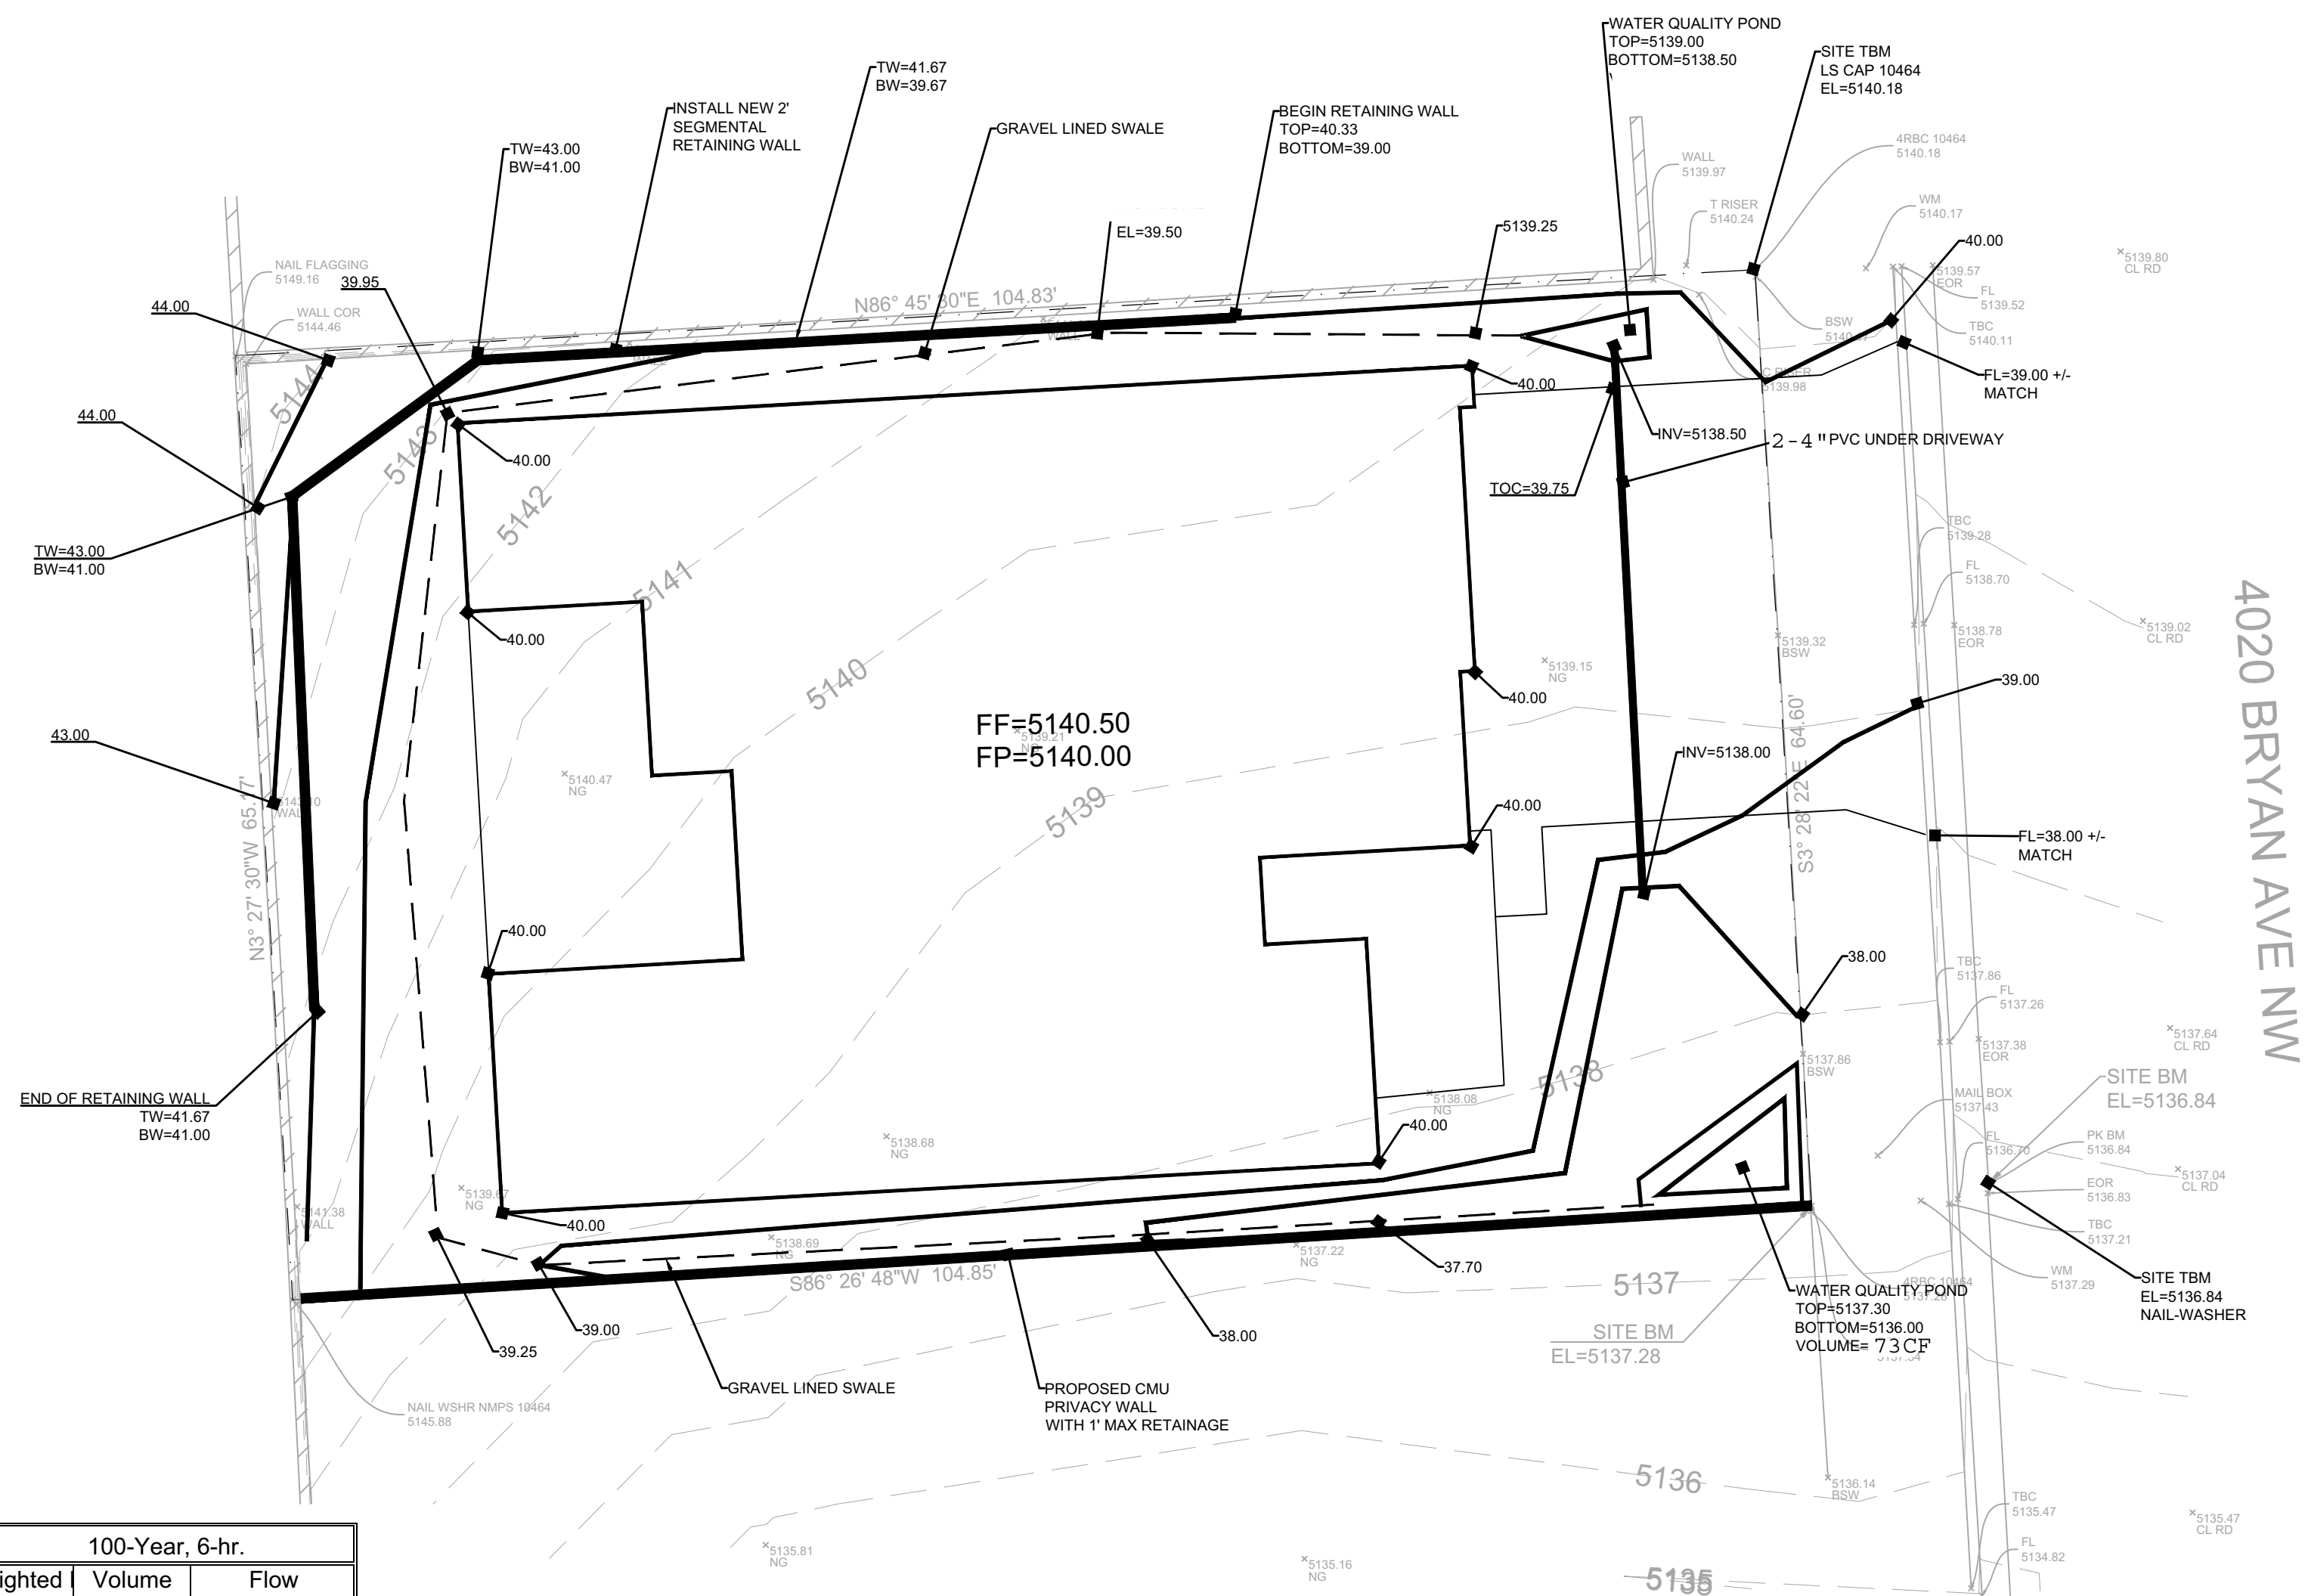 WATER QUALITY POND
TOP=5139.00
BOTTOM=5138.50
SITE TBM
LS CAP 10464
EL=5140.18
TW=41.67
BW=39.67
INSTALL NEW 2'
SEGMENTAL
RETAINING WALL
GRAVEL LINED SWALE
BEGIN RETAINING WALL
TOP=40.33
BOTTOM=39.00
TW=43.00
BW=41.00
4RBC 10464
5140.18
WALL
5139.97
T RISER
5140.24
WM
5140.17
EL=39.50
5139.25
40.00
5139.80
CL RD
5139.57
EOR
FL
5139.52
TBC
5140.11
BSW
NAIL FLAGGING
5149.16
39.95
44.00
WALL COR
5144.46
N86° 45' 30"E 104.83'
WALL
WALL
5144
5139.98
FL=39.00 +/-
MATCH
40.00
44.00
5143
40.00
INV=5138.50
2-4" PVC UNDER DRIVEWAY
TOC=39.75
5142
TW=43.00
BW=41.00
TBC
5139.28
FL
5138.70
5141
40.00
5139.32
BSW
5138.78
EOR
5139.02
CL RD
5139.15
NG
40.00
39.00
5140
FF=5140.50
5139.21
NG
FP=5140.00
4020 BRYAN AVE NW
43.00
5140.47
NG
5143.10
WALL
N3° 27' 30"W 65.17'
5139
INV=5138.00
S3° 28' 22"E 64.60'
40.00
FL=38.00 +/-
MATCH
40.00
38.00
TBC
5137.86
FL
5137.26
5137.64
CL RD
5137.38
EOR
5137.86
BSW
5138
SITE BM
EL=5136.84
MAIL BOX
5137.43
END OF RETAINING WALL
TW=41.67
BW=41.00
5138.08
NG
40.00
5138.68
NG
FL
5136.70
PK BM
5136.84
5137.04
CL RD
EOR
5136.83
5139.67
NG
5141.38
WALL
40.00
TBC
5137.21
5138.69
NG
5137.22
NG
37.70
S86° 26' 48"W 104.85'
5137
WM
5137.29
4RBC 10464
5137.28
SITE TBM
EL=5136.84
NAIL-WASHER
WATER QUALITY POND
TOP=5137.30
BOTTOM=5136.00
VOLUME= 73CF
39.00
39.25
38.00
SITE BM
EL=5137.28
GRAVEL LINED SWALE
PROPOSED CMU
PRIVACY WALL
WITH 1' MAX RETAINAGE
NAIL WSHR NMPS 10464
5145.88
5136
5136.14
BSW
TBC
5135.47
5135.47
CL RD
FL
5134.82
5135.81
NG
5135.16
NG
5135
100-Year, 6-hr.
Volume
Flow